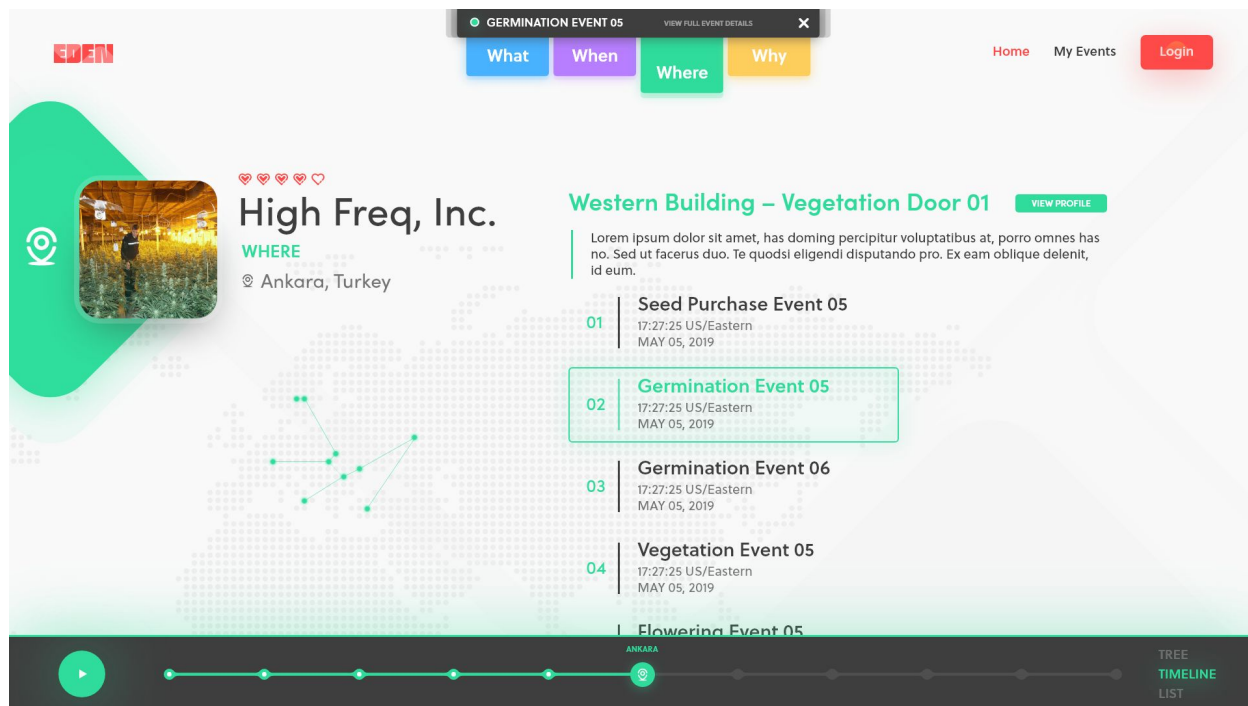 GERMINATION EVENT 05 VIEW FULL EVENT DETAILS
EDEN
What
When
Where
Why
Home
My Events
Login
High Freq, Inc.
WHERE
Ankara, Turkey
Western Building – Vegetation Door 01
VIEW PROFILE
Lorem ipsum dolor sit amet, has doming percipitur voluptatibus at, porro omnes has
no. Sed ut facerus duo. Te quodsi eligendi disputando pro. Ex eam oblique delenit,
id eum.
01
Seed Purchase Event 05
17:27:25 US/Eastern
MAY 05, 2019
02
Germination Event 05
17:27:25 US/Eastern
MAY 05, 2019
03
Germination Event 06
17:27:25 US/Eastern
MAY 05, 2019
04
Vegetation Event 05
17:27:25 US/Eastern
MAY 05, 2019
Flowering Event 05
ANKARA
TREE
TIMELINE
LIST